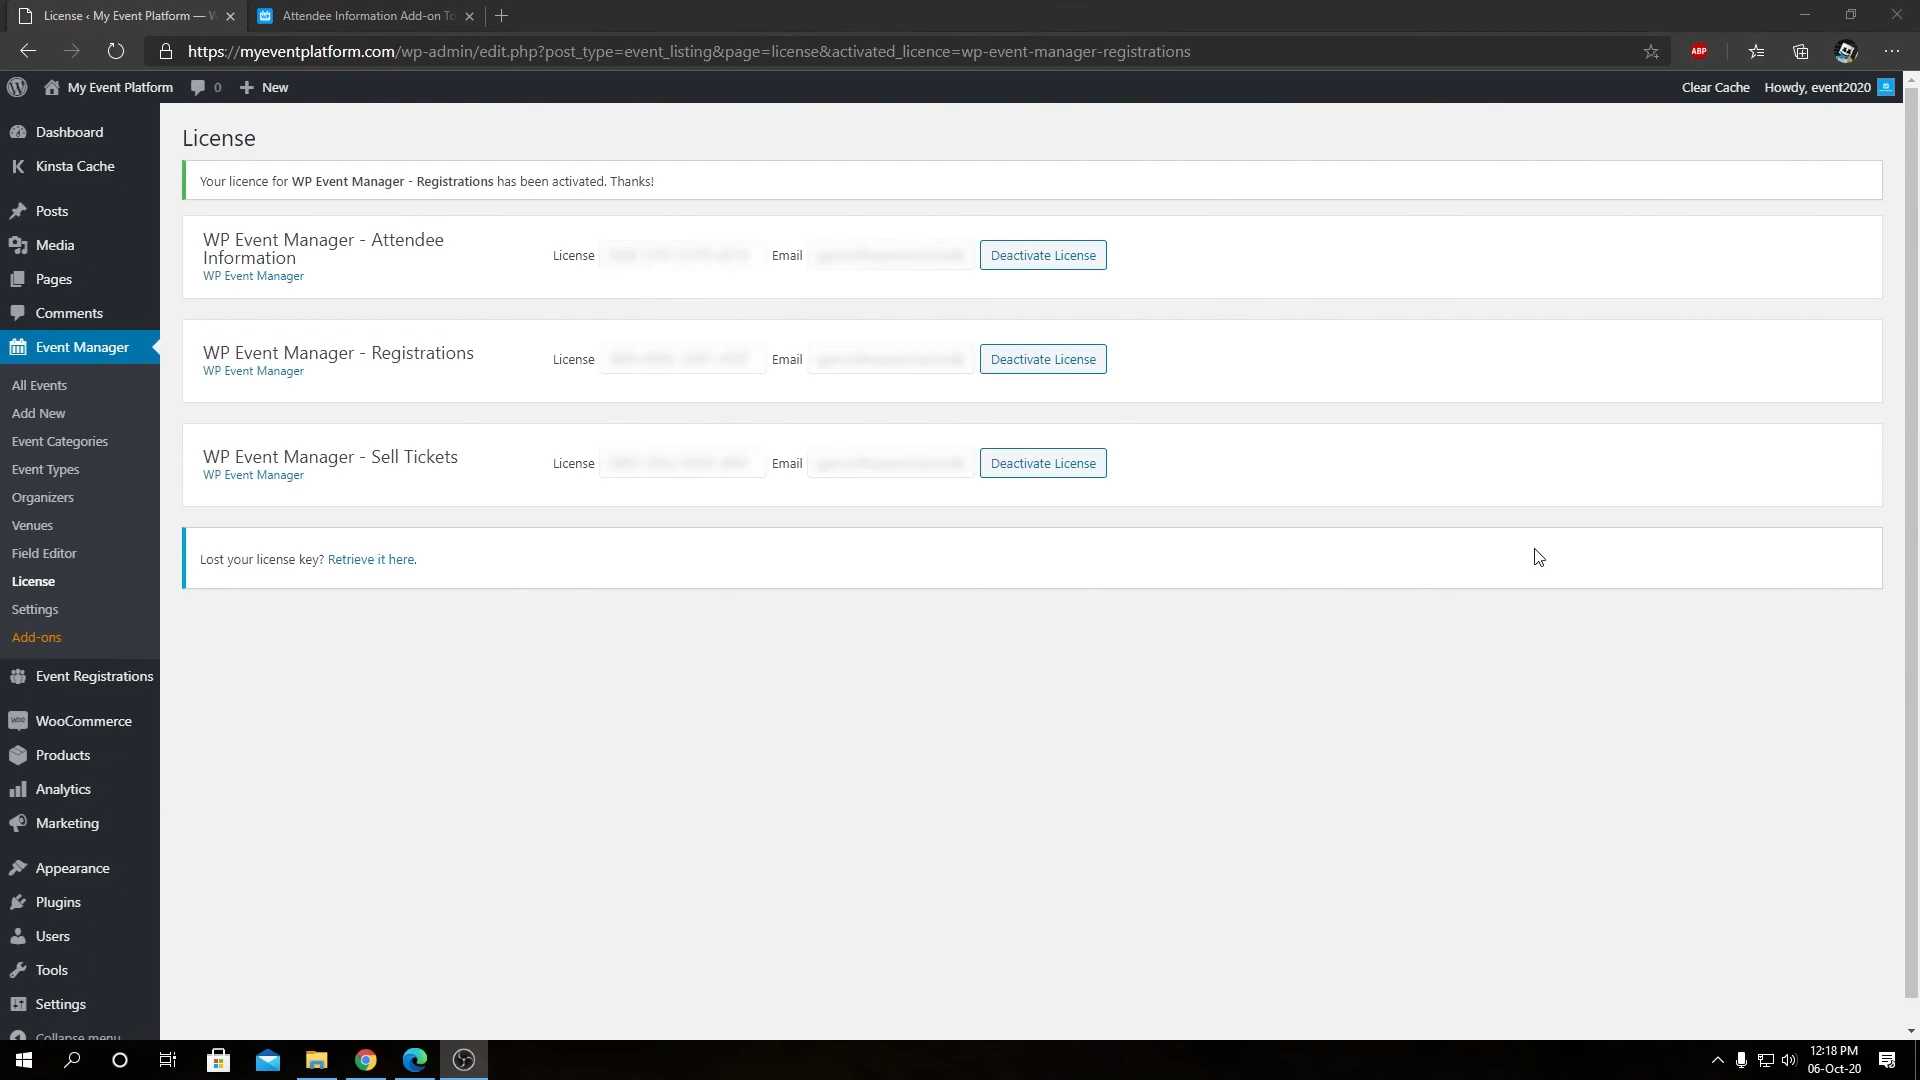 License ‹ My Event Platform —
Attendee Information Add-on To
https://myeventplatform.com/wp-admin/edit.php?post_type=event_listing&page=license&activated_licence=wp-event-manager-registrations
ABP
My Event Platform
0
New
Clear Cache
Howdy, event2020
Dashboard
Kinsta Cache
Posts
Media
Pages
Comments
Event Manager
All Events
Add New
Event Categories
Event Types
Organizers
Venues
Field Editor
License
Settings
Add-ons
Event Registrations
WooCommerce
Products
Analytics
Marketing
Appearance
Plugins
Users
Tools
Settings
Collapse menu
License
Your licence for WP Event Manager - Registrations has been activated. Thanks!
WP Event Manager - Attendee
Information
WP Event Manager
License
Email
Deactivate License
WP Event Manager - Registrations
WP Event Manager
License
Email
Deactivate License
WP Event Manager - Sell Tickets
WP Event Manager
License
Email
Deactivate License
Lost your license key? Retrieve it here.
12:18 PM
06-Oct-20